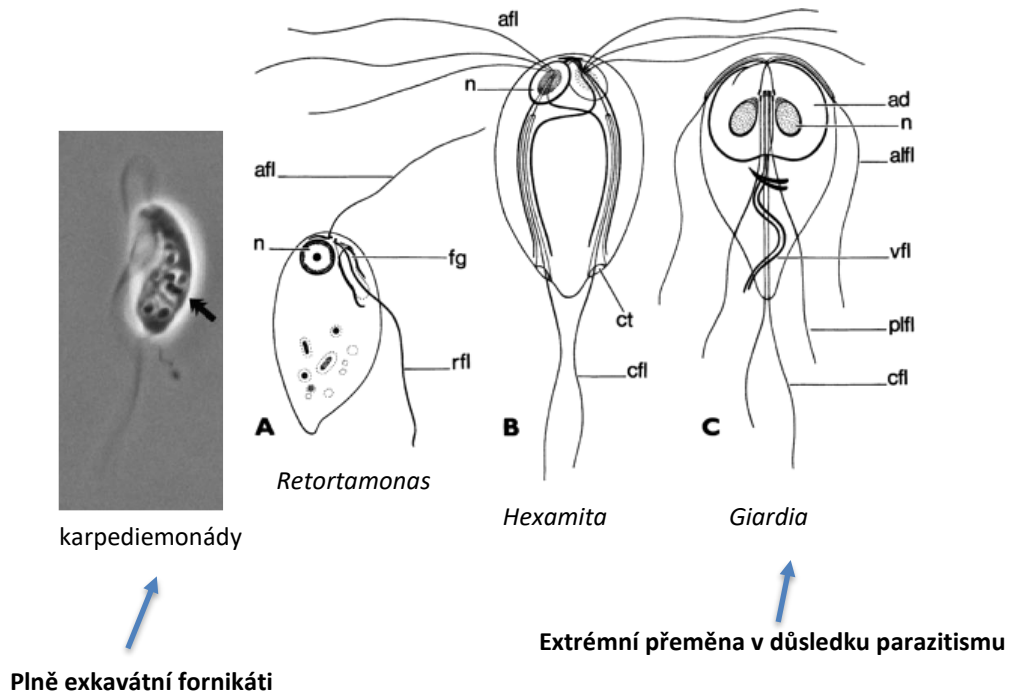 afl
n
ad
n
afl
alfl
n
fg
vfl
ct
plfl
rfl
cfl
cfl
A
B
C
Retortamonas
Hexamita
Giardia
karpediemonády
Extrémní přeměna v důsledku parazitismu
Plně exkavátní fornikáti